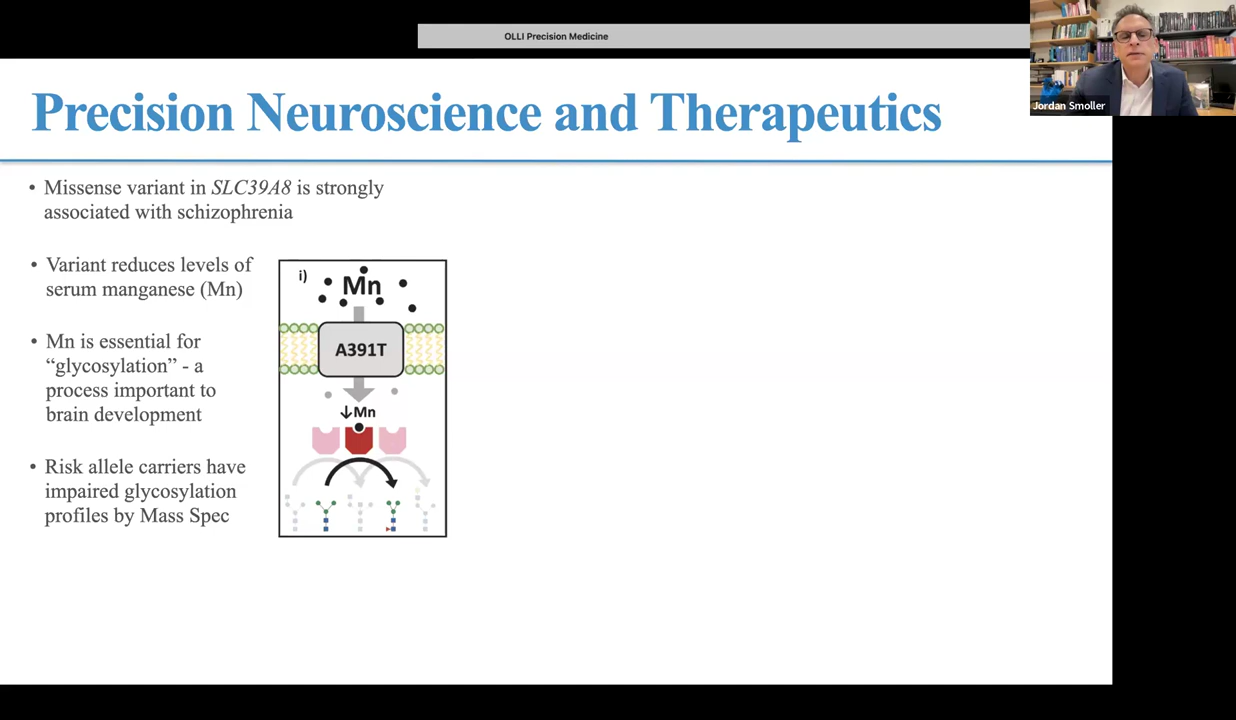 OLLI Precision Medicine
Jordan Smoller
Precision Neuroscience and Therapeutics
• Missense variant in SLC39A8 is strongly
associated with schizophrenia
• Variant reduces levels of
serum manganese (Mn)
• Mn is essential for
“glycosylation” - a
process important to
brain development
• Risk allele carriers have
impaired glycosylation
profiles by Mass Spec
i)
Mn
A391T
↓Mn